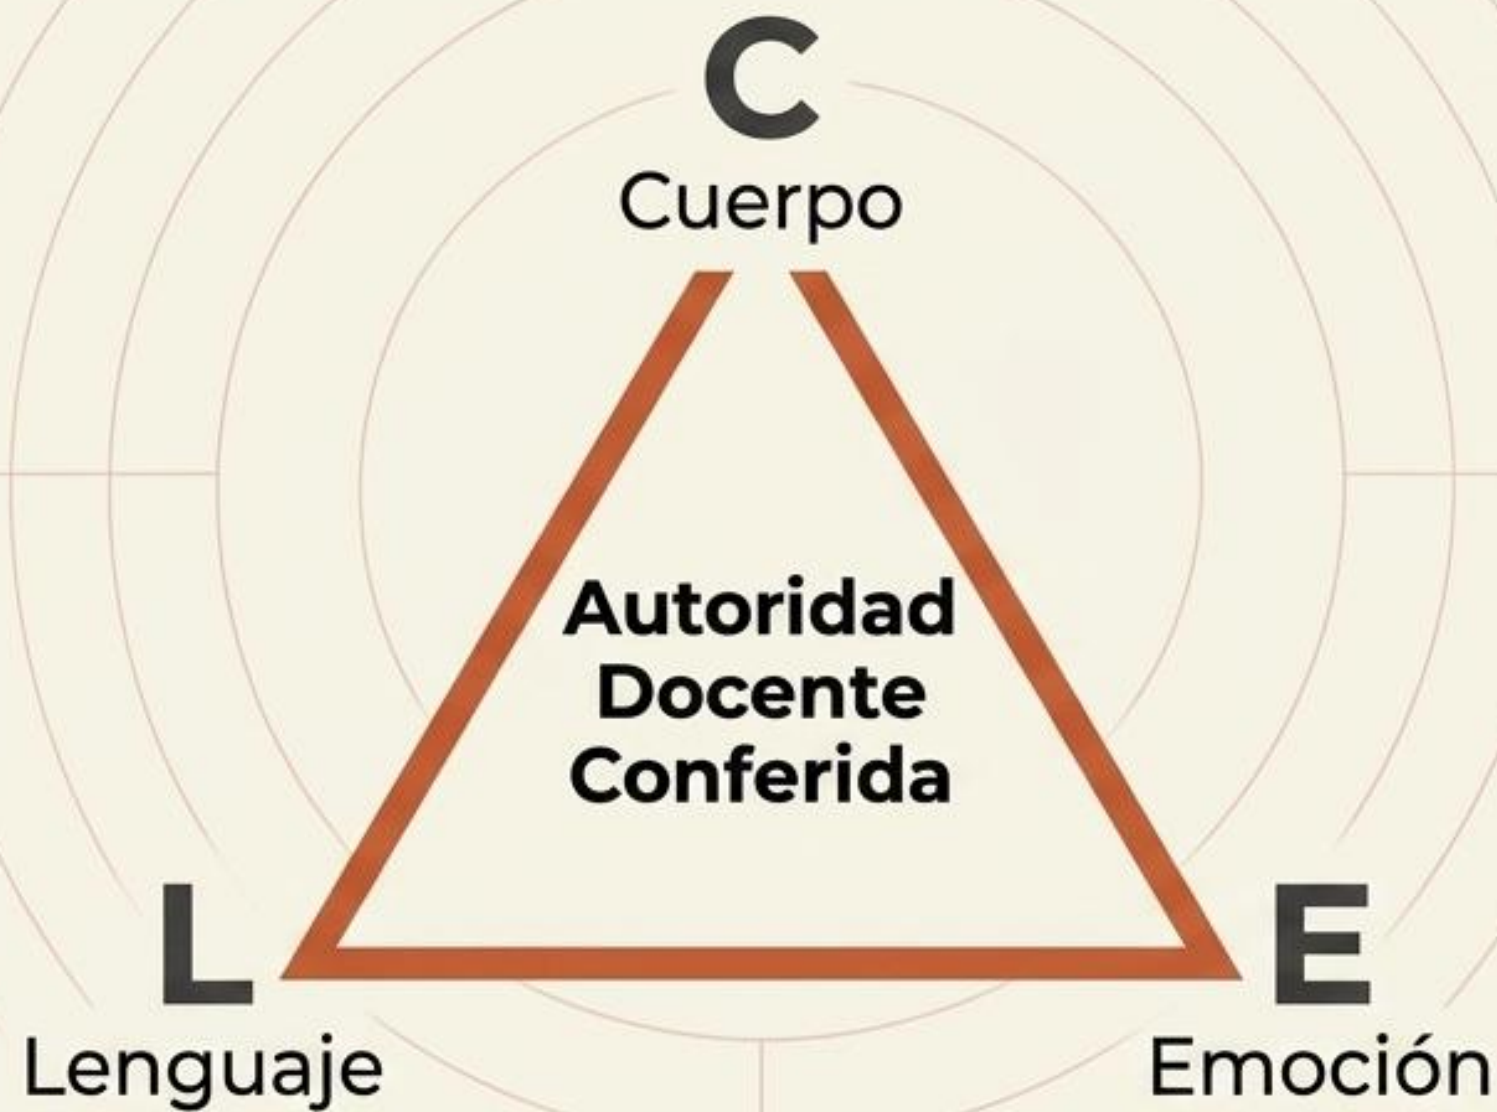 C
Cuerpo
Autoridad
Docente
Conferida
L
Lenguaje
E
Emoción